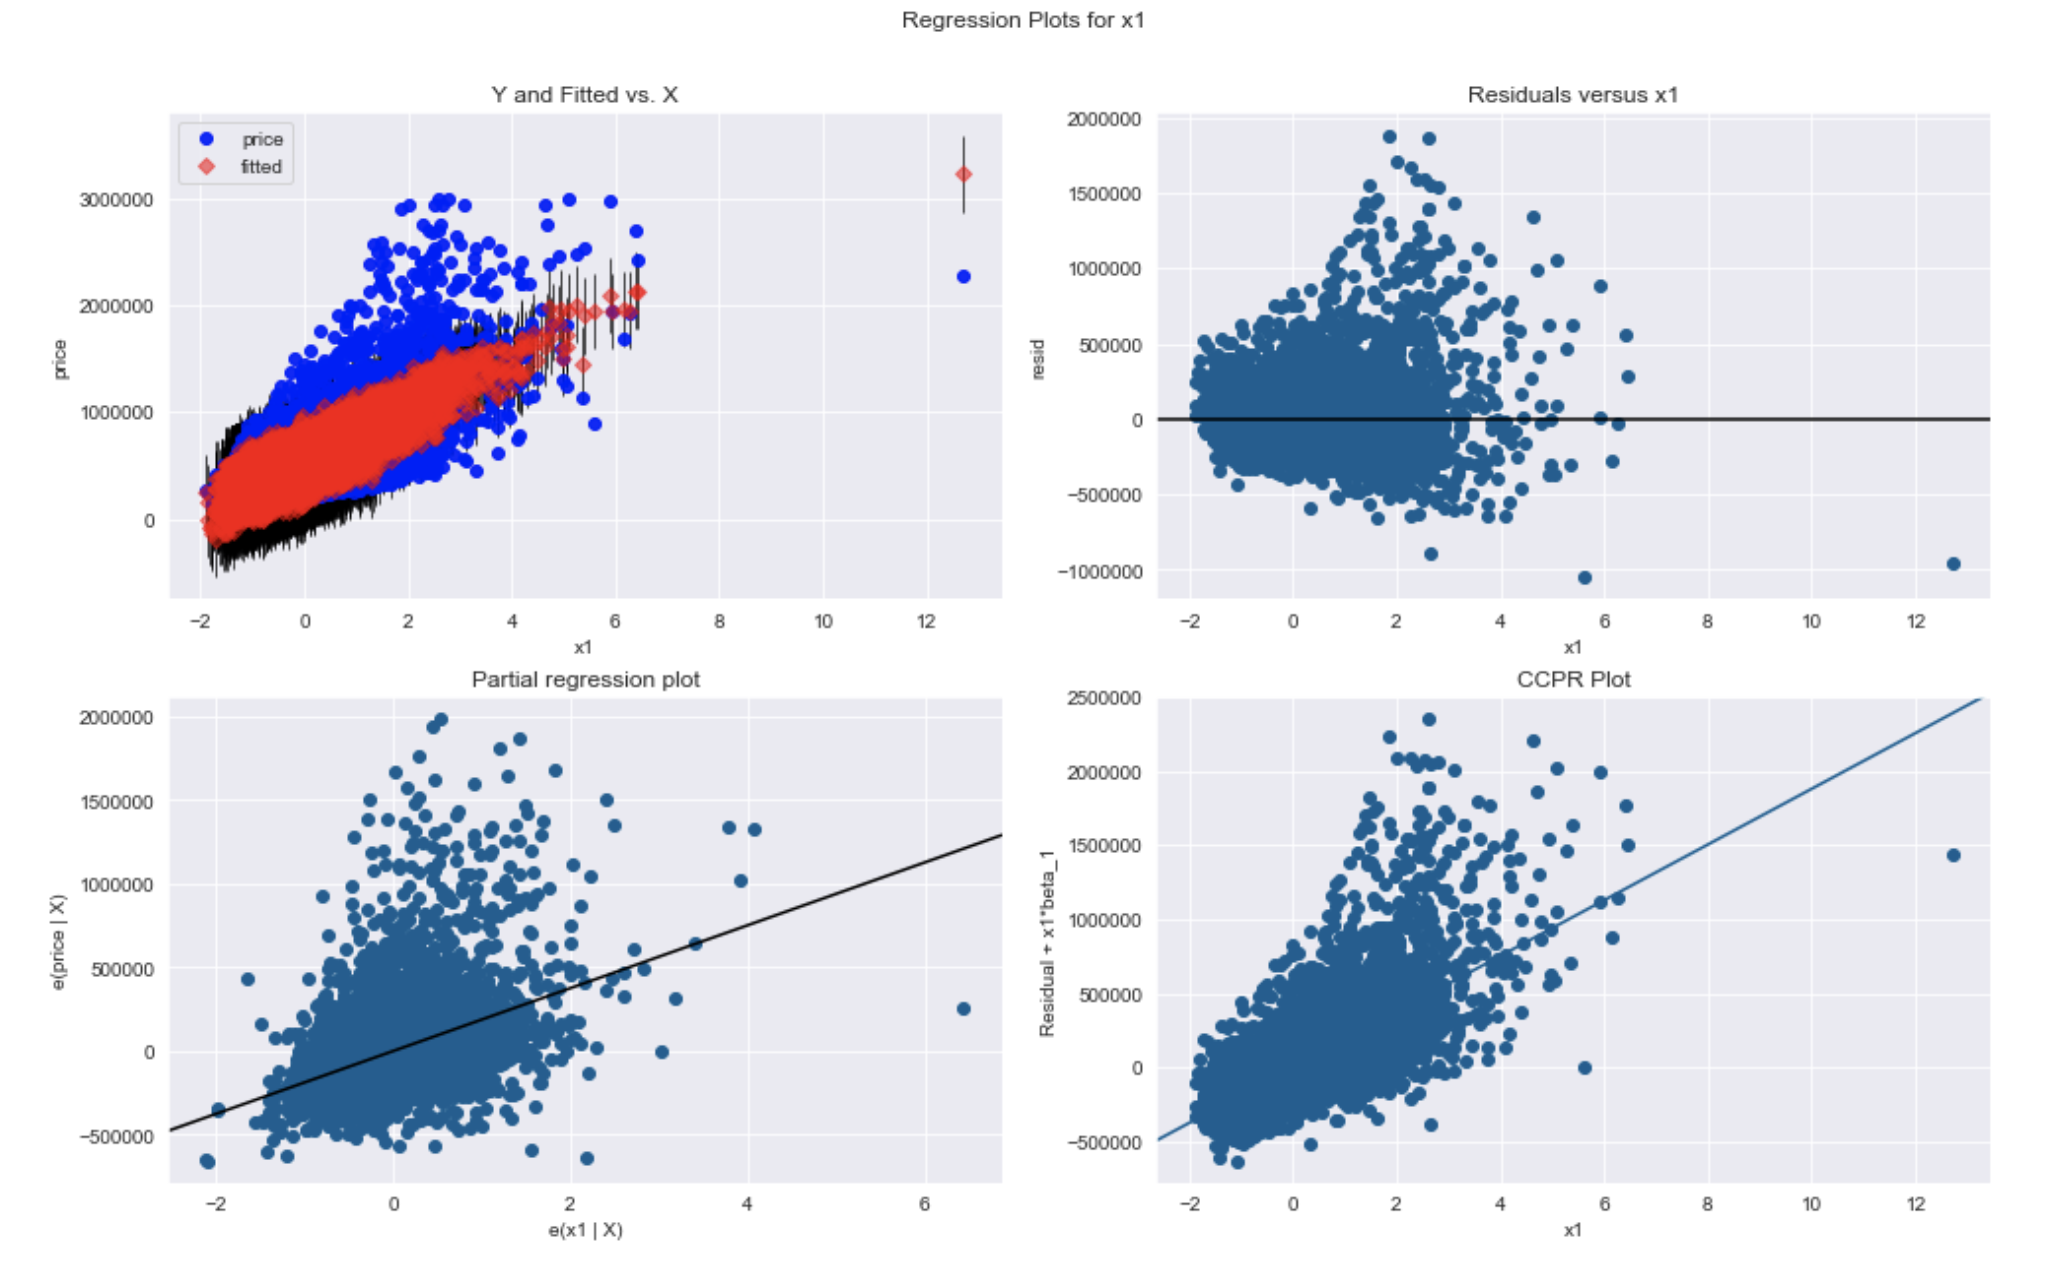 Regression Plots for x1
Y and Fitted vs. X
price
fitted
3000000
2000000
1000000
0
price
−2 0 2 4 6 8 10 12
x1
Residuals versus x1
2000000
1500000
1000000
500000
0
−500000
−1000000
resid
−2 0 2 4 6 8 10 12
x1
Partial regression plot
2000000
1500000
1000000
500000
0
−500000
e(price | X)
−2 0 2 4 6
e(x1 | X)
CCPR Plot
2500000
2000000
1500000
1000000
500000
0
−500000
Residual + x1*beta_1
−2 0 2 4 6 8 10 12
x1